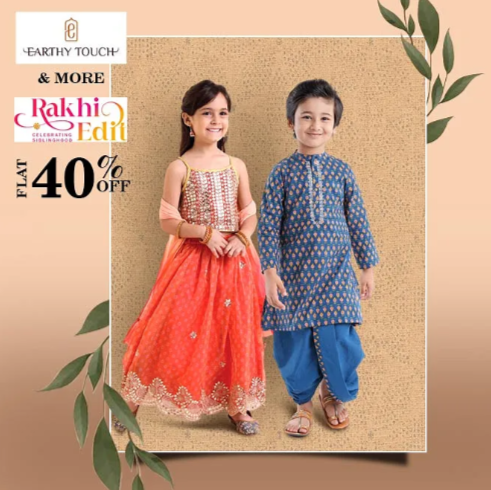 EARTHY TOUCH
& MORE
Rakhi
CELEBRATING
SIBLINGHOOD
Edit
FLAT
40%
OFF